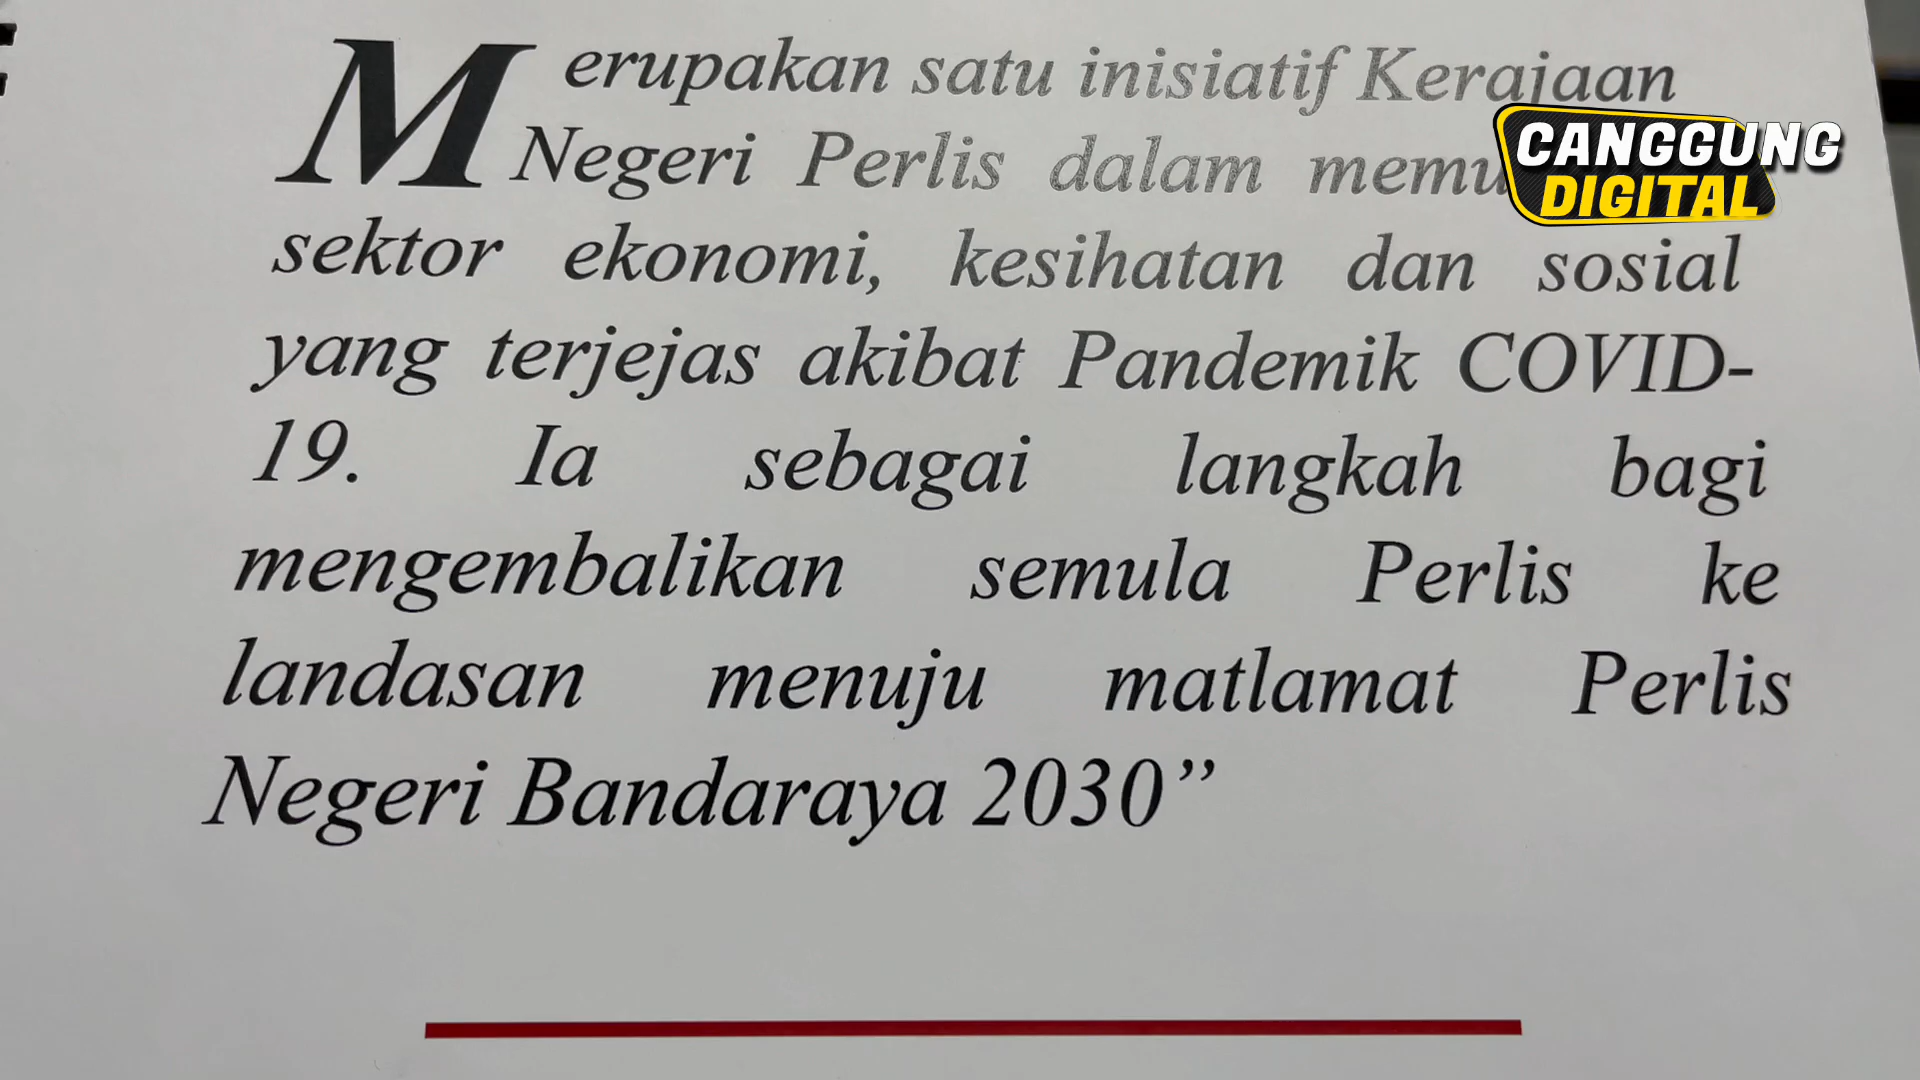 Merupakan satu inisiatif Kerajaan
Negeri Perlis dalam
sektor ekonomi, kesihatan dan sosial
yang terjejas akibat Pandemik COVID-
19. Ia sebagai langkah bagi
mengembalikan semula Perlis ke
landasan menuju matlamat Perlis
Negeri Bandaraya 2030”
CANGGUNG
DIGITAL